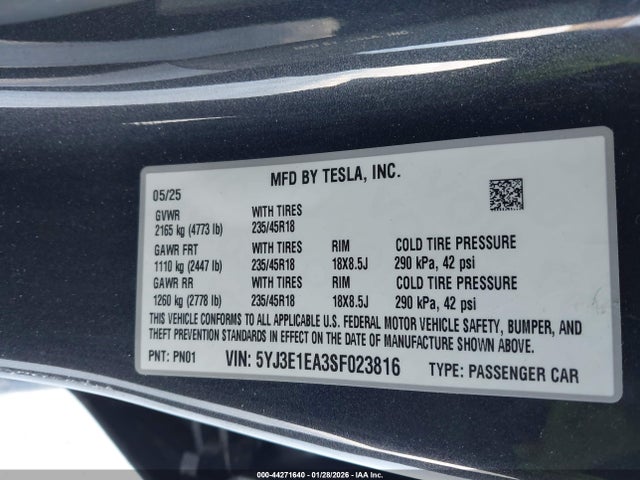 MFD BY TESLA, INC.
05/25
GVWR WITH TIRES
2165 kg (4773 lb) 235/45R18
GAWR FRT WITH TIRES RIM COLD TIRE PRESSURE
1110 kg (2447 lb) 235/45R18 18X8.5J 290 kPa, 42 psi
GAWR RR WITH TIRES RIM COLD TIRE PRESSURE
1260 kg (2778 lb) 235/45R18 18X8.5J 290 kPa, 42 psi
THIS VEHICLE CONFORMS TO ALL APPLICABLE U.S. FEDERAL MOTOR VEHICLE SAFETY, BUMPER, AND
THEFT PREVENTION STANDARDS IN EFFECT ON THE DATE OF MANUFACTURE SHOWN ABOVE.
PNT: PN01 VIN: 5YJ3E1EA3SF023816 TYPE: PASSENGER CAR
000-44271640 - 01/28/2026 - IAA Inc.